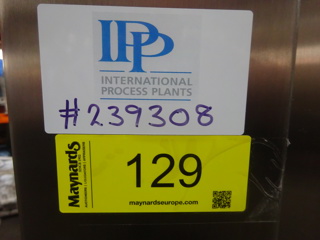 IPP
INTERNATIONAL
PROCESS PLANTS
#239308
Maynards
129
maynardseurope.com